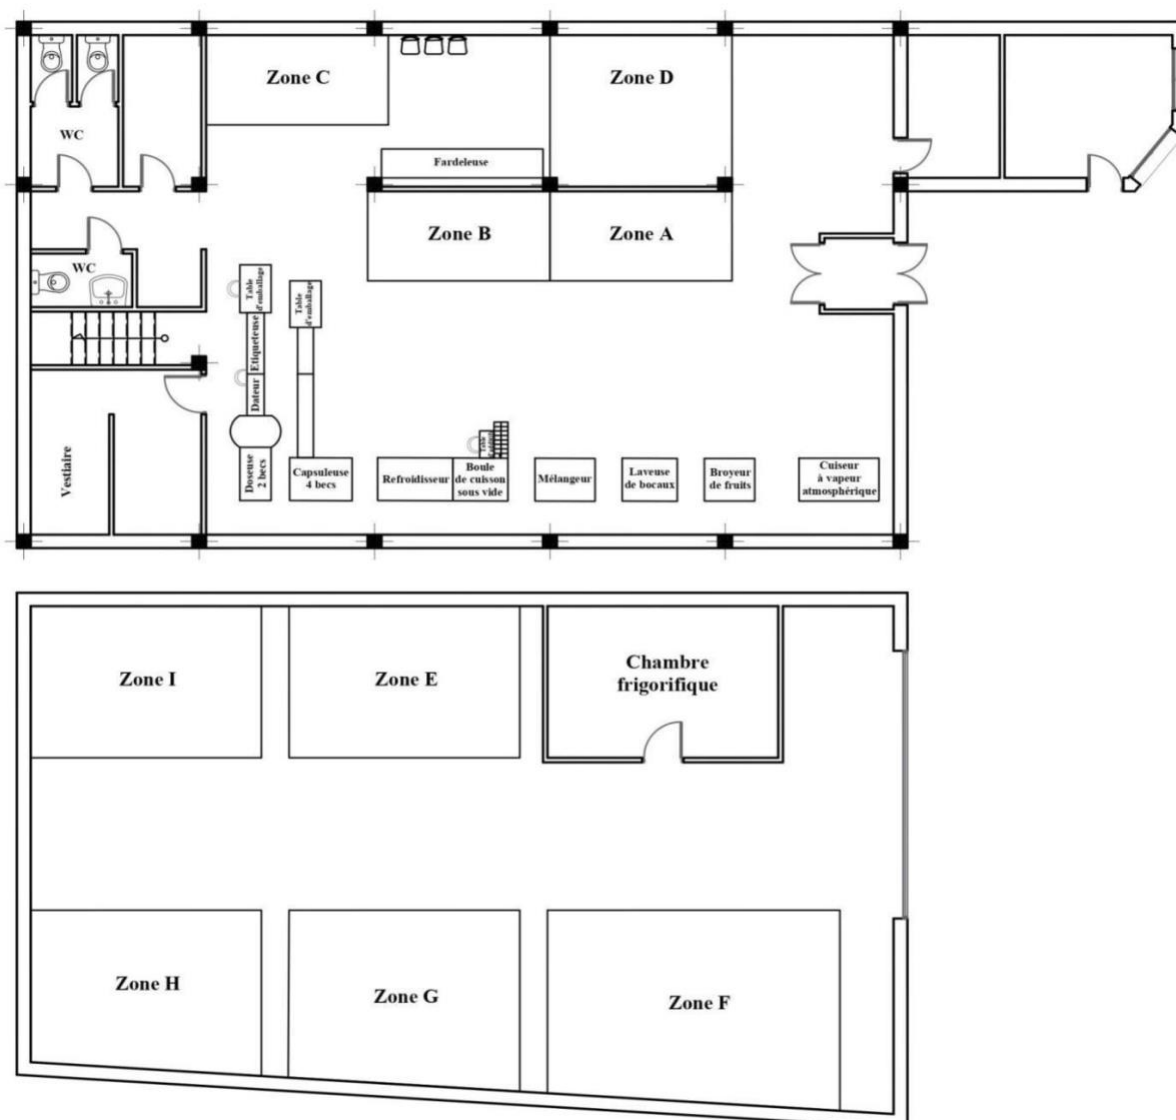 Zone C
Zone D
WC
Fardeleuse
Zone B
Zone A
WC
Table
d'emballage
Table
d'emballage
Etiqueteuse
Dateur
Vestiaire
Doseuse
2 becs
Capsuleuse
4 becs
Refroidisseur
Table
Boule
de cuisson
sous vide
Mélangeur
Laveuse
de bocaux
Broyeur
de fruits
Cuiseur
à vapeur
atmosphérique
Zone I
Zone E
Chambre
frigorifique
Zone H
Zone G
Zone F